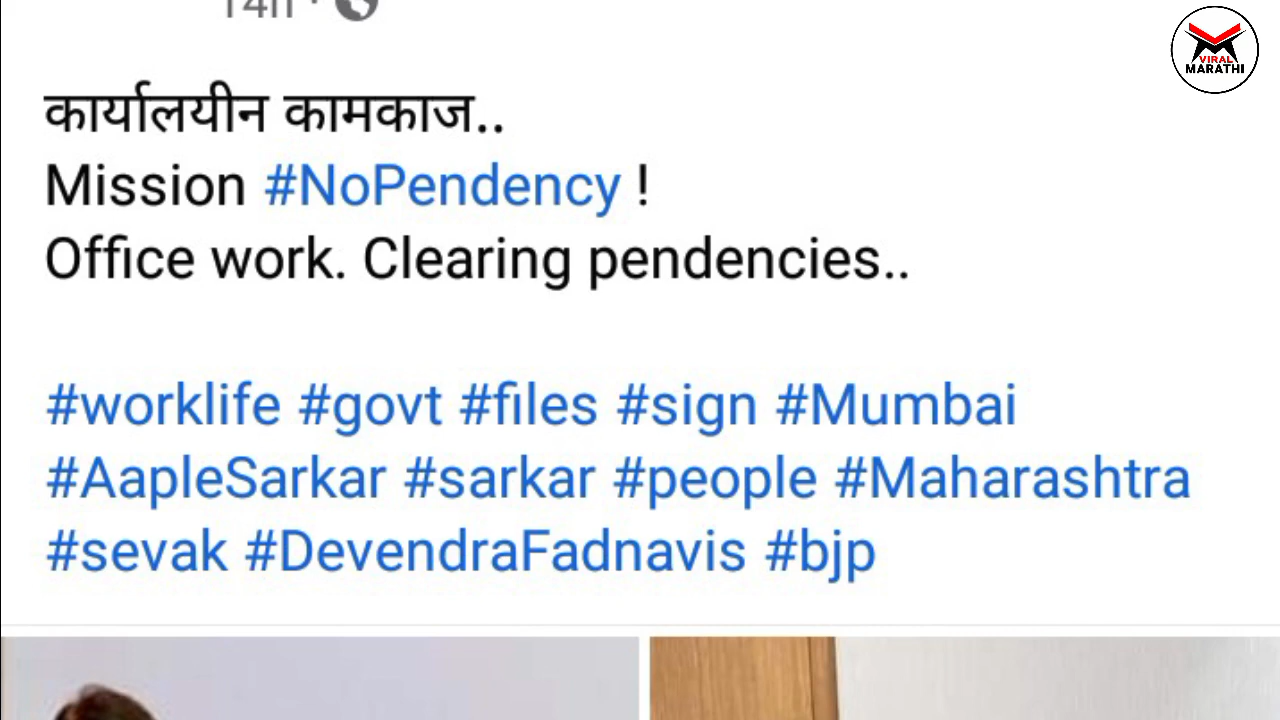 14h
VIRAL
MARATHI
कार्यालयीन कामकाज..
Mission #NoPendency !
Office work. Clearing pendencies..
#worklife #govt #files #sign #Mumbai
#AapleSarkar #sarkar #people #Maharashtra
#sevak #DevendraFadnavis #bjp